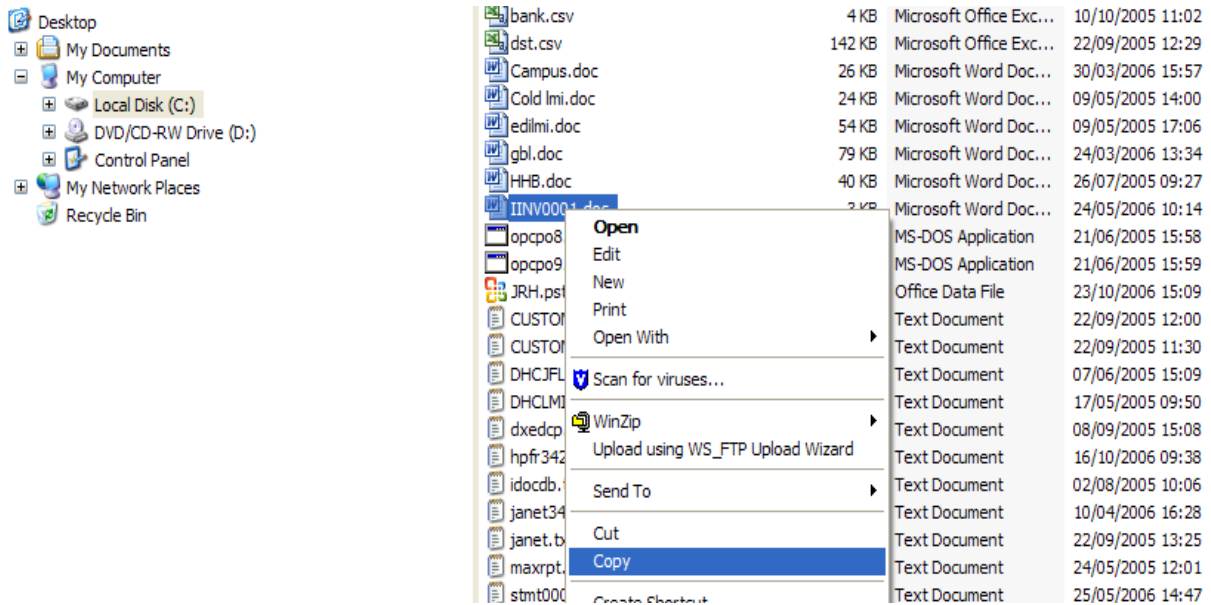 Desktop
My Documents
My Computer
Local Disk (C:)
DVD/CD-RW Drive (D:)
Control Panel
My Network Places
Recycle Bin
bank.csv 4 KB Microsoft Office Exc... 10/10/2005 11:02
dst.csv 142 KB Microsoft Office Exc... 22/09/2005 12:29
Campus.doc 26 KB Microsoft Word Doc... 30/03/2006 15:57
Cold lmi.doc 24 KB Microsoft Word Doc... 09/05/2005 14:00
edilmi.doc 54 KB Microsoft Word Doc... 09/05/2005 17:06
gbl.doc 79 KB Microsoft Word Doc... 24/03/2006 13:34
HHB.doc 40 KB Microsoft Word Doc... 26/07/2005 09:27
IINV0001.doc 3 KB Microsoft Word Doc... 24/05/2006 10:14
opcpo8 MS-DOS Application 21/06/2005 15:58
opcpo9 MS-DOS Application 21/06/2005 15:59
JRH.pst Office Data File 23/10/2006 15:09
CUSTOM Text Document 22/09/2005 12:00
CUSTOM Text Document 22/09/2005 11:30
DHCJFL Text Document 07/06/2005 15:09
DHCLMI Text Document 17/05/2005 09:50
dxedcp Text Document 08/09/2005 15:08
hpfr342 Text Document 16/10/2006 09:38
idocdb. Text Document 02/08/2005 10:06
janet34 Text Document 10/04/2006 16:28
janet.tx Text Document 22/09/2005 13:25
maxrpt. Text Document 24/05/2006 12:01
stmt000 Text Document 25/05/2006 14:47
Open
Edit
New
Print
Open With
Scan for viruses...
WinZip
Upload using WS_FTP Upload Wizard
Send To
Cut
Copy
Create Shortcut